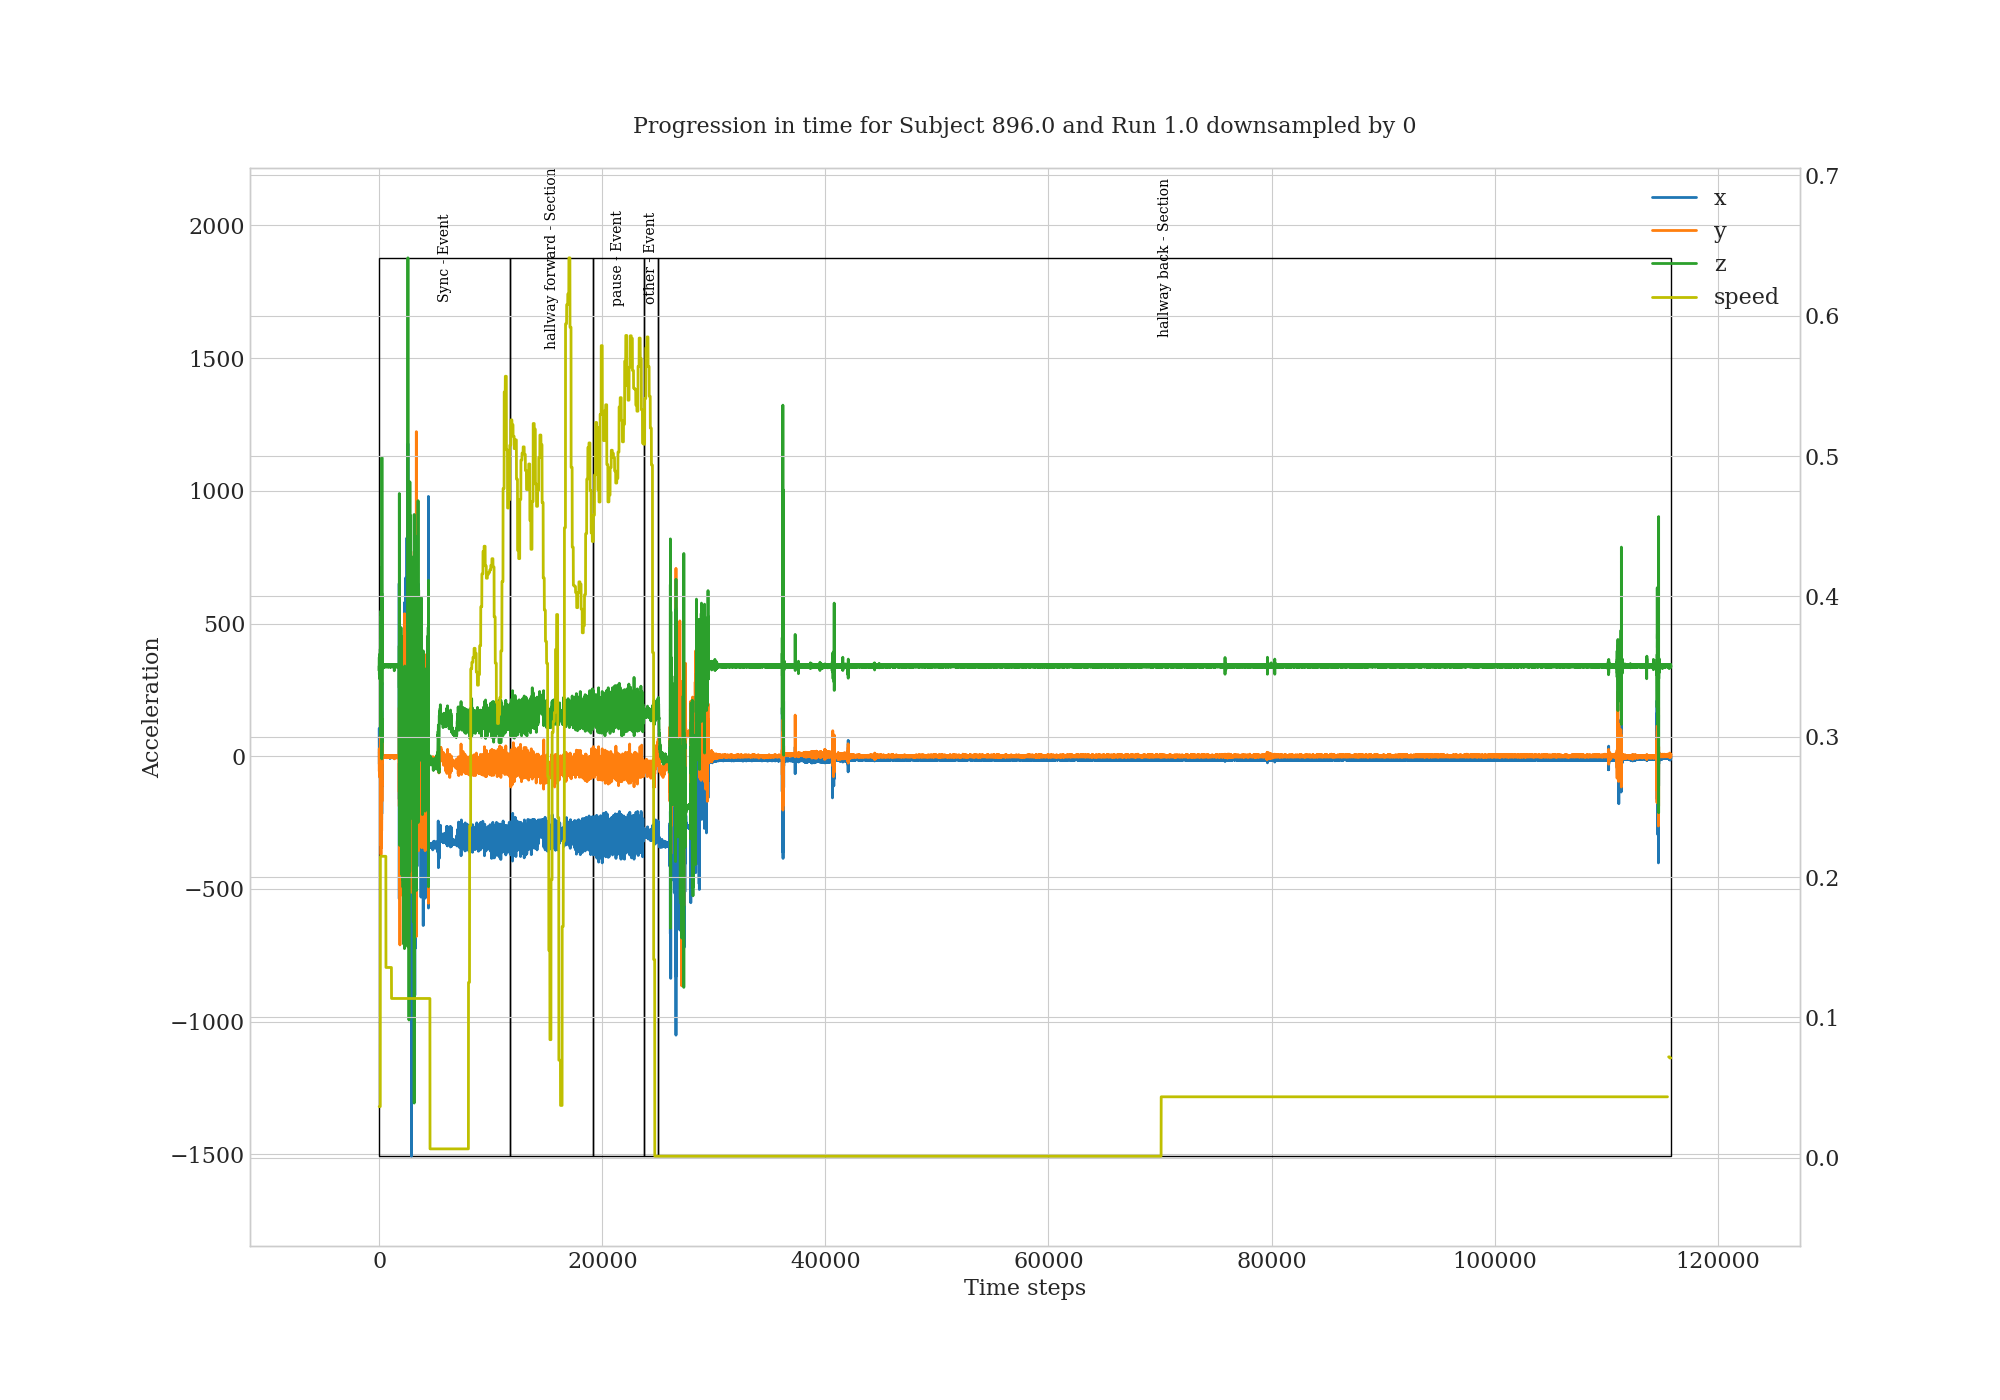 Progression in time for Subject 896.0 and Run 1.0 downsampled by 0
Sync - Event
hallway forward - Section
pause - Event
other - Event
hallway back - Section
x
y
z
speed
Acceleration
2000
1500
1000
500
0
−500
−1000
−1500
0.7
0.6
0.5
0.4
0.3
0.2
0.1
0.0
0 20000 40000 60000 80000 100000 120000
Time steps